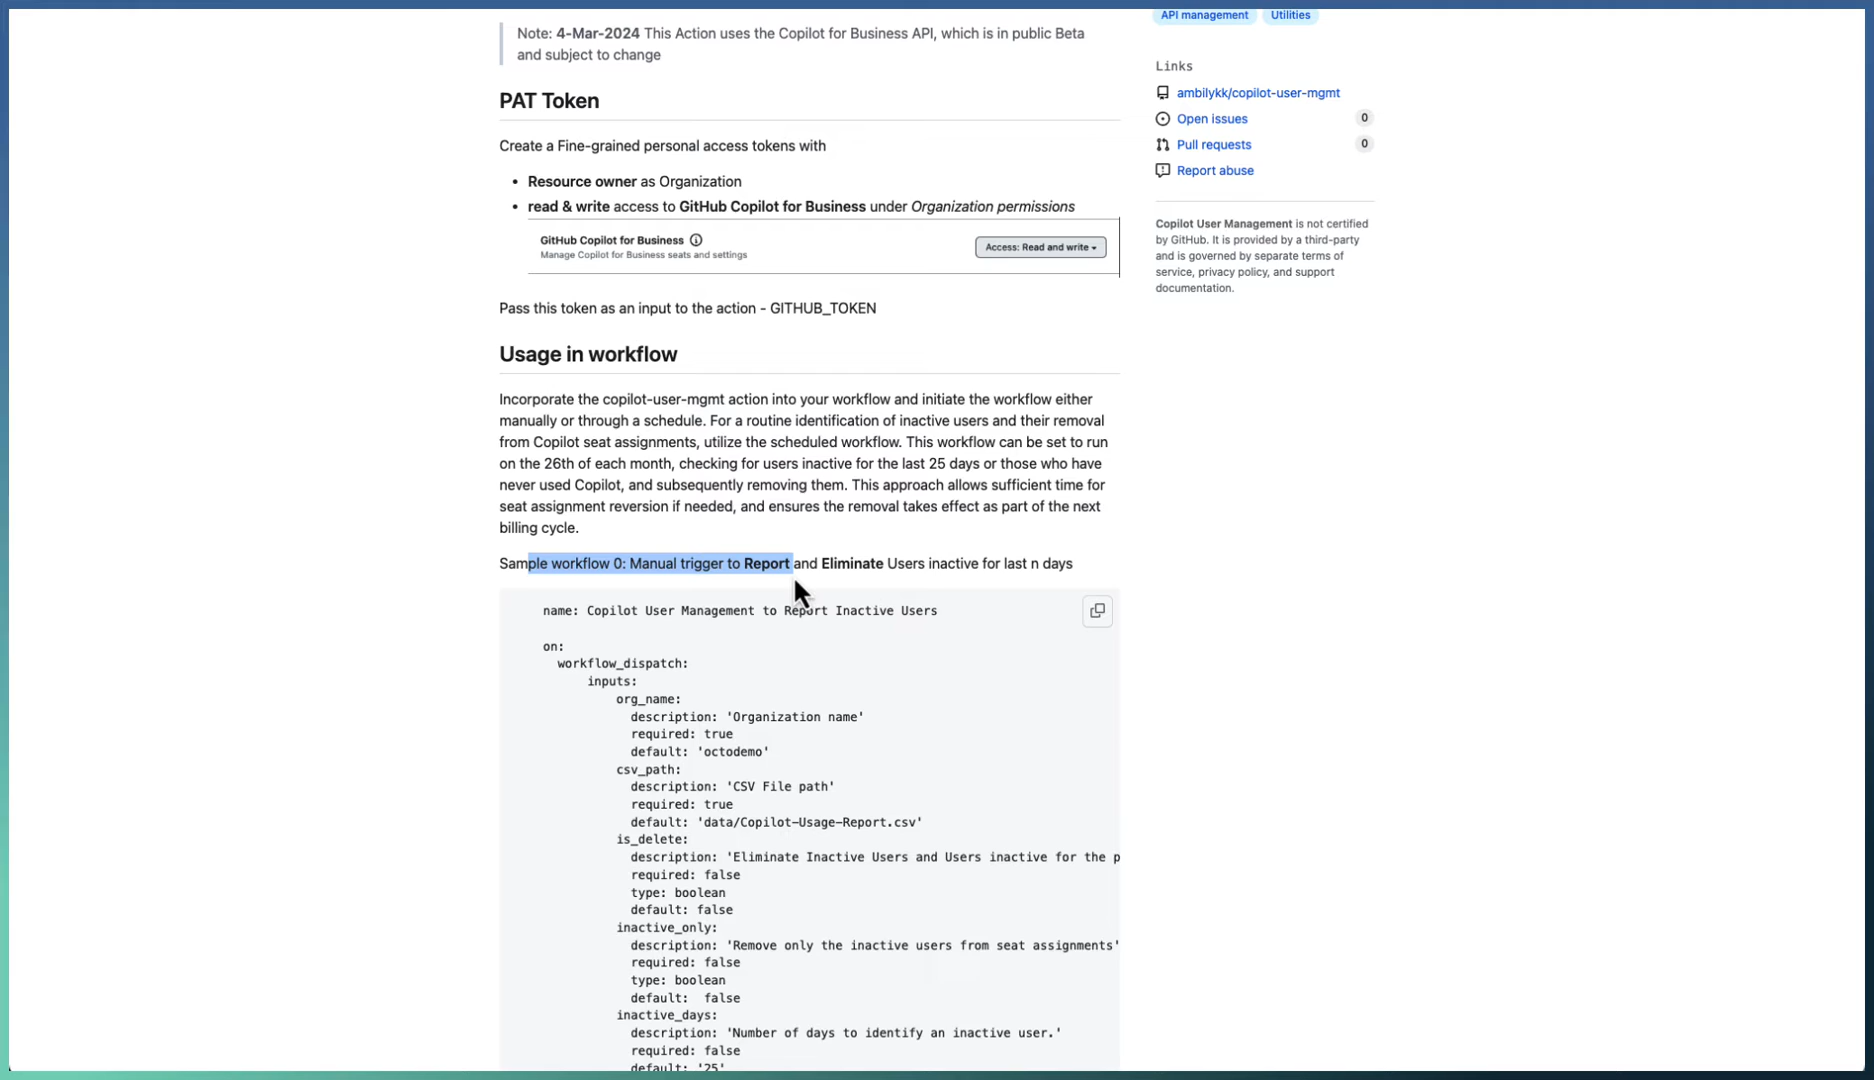 API management Utilities
Note: 4-Mar-2024 This Action uses the Copilot for Business API, which is in public Beta
and subject to change
PAT Token
Create a Fine-grained personal access tokens with
• Resource owner as Organization
• read & write access to GitHub Copilot for Business under Organization permissions
GitHub Copilot for Business
Access: Read and write
Manage Copilot for Business seats and settings
Pass this token as an input to the action - GITHUB_TOKEN
Usage in workflow
Incorporate the copilot-user-mgmt action into your workflow and initiate the workflow either
manually or through a schedule. For a routine identification of inactive users and their removal
from Copilot seat assignments, utilize the scheduled workflow. This workflow can be set to run
on the 26th of each month, checking for users inactive for the last 25 days or those who have
never used Copilot, and subsequently removing them. This approach allows sufficient time for
seat assignment reversion if needed, and ensures the removal takes effect as part of the next
billing cycle.
Sample workflow 0: Manual trigger to Report and Eliminate Users inactive for last n days
name: Copilot User Management to Report Inactive Users
on:
workflow_dispatch:
inputs:
org_name:
description: 'Organization name'
required: true
default: 'octodemo'
csv_path:
description: 'CSV File path'
required: true
default: 'data/Copilot-Usage-Report.csv'
is_delete:
description: 'Eliminate Inactive Users and Users inactive for the p
required: false
type: boolean
default: false
inactive_only:
description: 'Remove only the inactive users from seat assignments'
required: false
type: boolean
default: false
inactive_days:
description: 'Number of days to identify an inactive user.'
required: false
default: '25'
Links
ambilykk/copilot-user-mgmt
Open issues 0
Pull requests 0
Report abuse
Copilot User Management is not certified
by GitHub. It is provided by a third-party
and is governed by separate terms of
service, privacy policy, and support
documentation.